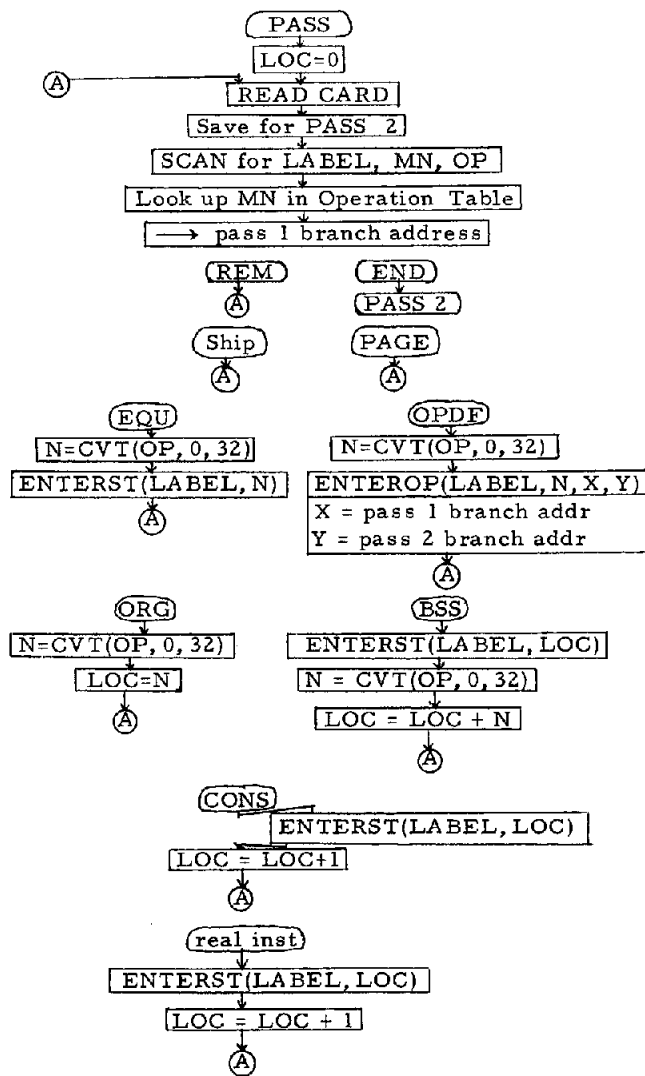 PASS
LOC=0
A
READ CARD
Save for PASS 2
SCAN for LABEL, MN, OP
Look up MN in Operation Table
→ pass 1 branch address
REM END
A PASS 2
Ship PAGE
A A
EQU OPDF
N=CVT(OP, 0, 32) N=CVT(OP, 0, 32)
ENTERST(LABEL, N) ENTEROP(LABEL, N, X, Y)
A X = pass 1 branch addr
Y = pass 2 branch addr
A
ORG BSS
N=CVT(OP, 0, 32) ENTERST(LABEL, LOC)
LOC=N N = CVT(OP, 0, 32)
A LOC = LOC + N
A
CONS
ENTERST(LABEL, LOC)
LOC = LOC+1
A
real inst
ENTERST(LABEL, LOC)
LOC = LOC + 1
A